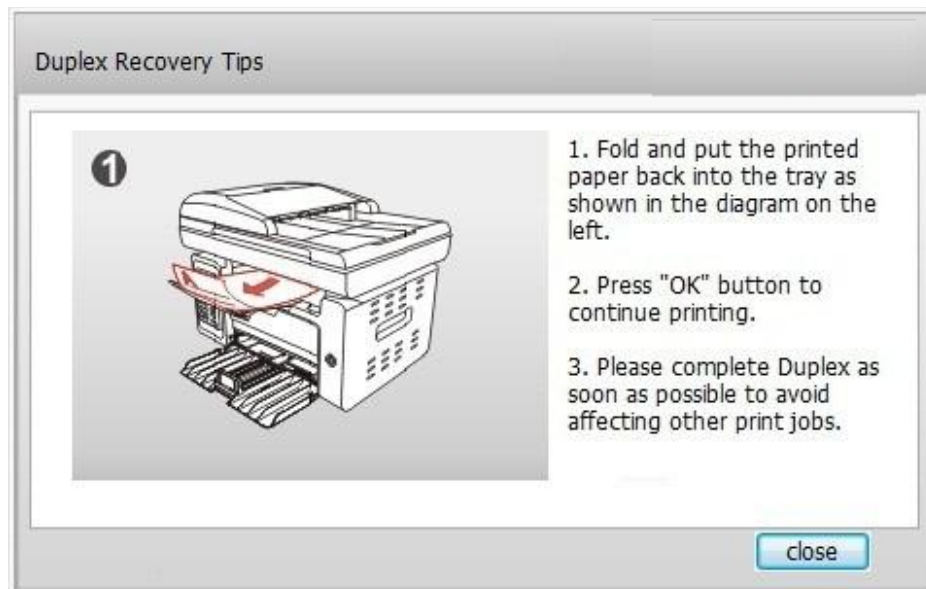 Duplex Recovery Tips
1
1. Fold and put the printed
paper back into the tray as
shown in the diagram on the
left.
2. Press "OK" button to
continue printing.
3. Please complete Duplex as
soon as possible to avoid
affecting other print jobs.
close